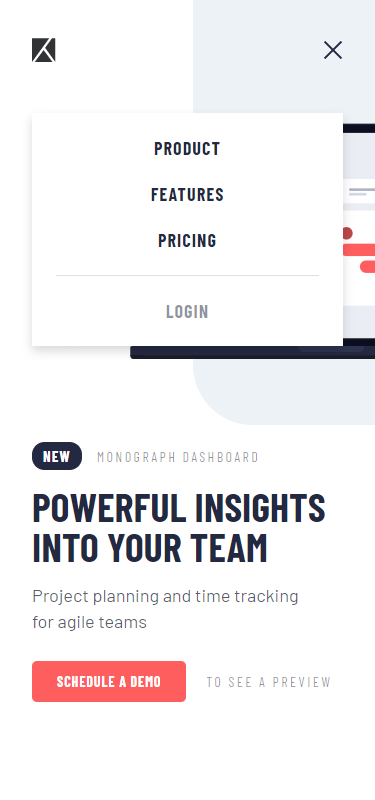 PRODUCT
FEATURES
PRICING
LOGIN
NEW MONOGRAPH DASHBOARD
POWERFUL INSIGHTS
INTO YOUR TEAM
Project planning and time tracking
for agile teams
SCHEDULE A DEMO TO SEE A PREVIEW